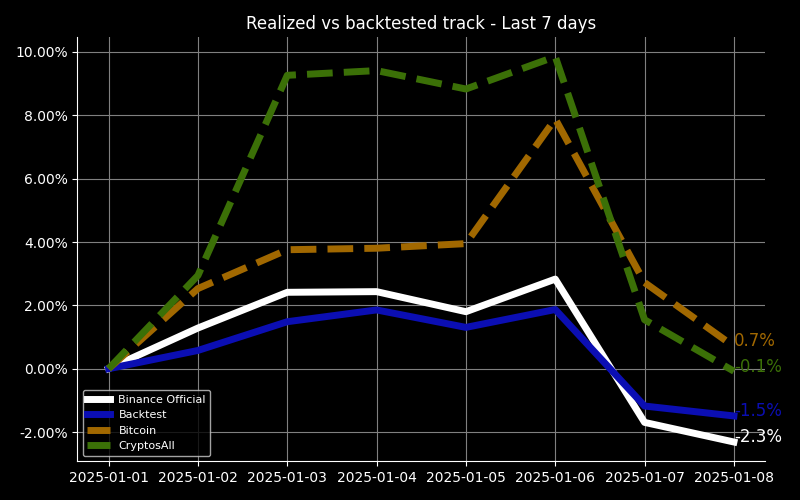 Realized vs backtested track - Last 7 days
10.00%
8.00%
6.00%
4.00%
2.00%
0.00%
-2.00%
0.7%
-0.1%
-1.5%
-2.3%
Binance Official
Backtest
Bitcoin
CryptosAll
2025-01-01 2025-01-02 2025-01-03 2025-01-04 2025-01-05 2025-01-06 2025-01-07 2025-01-08